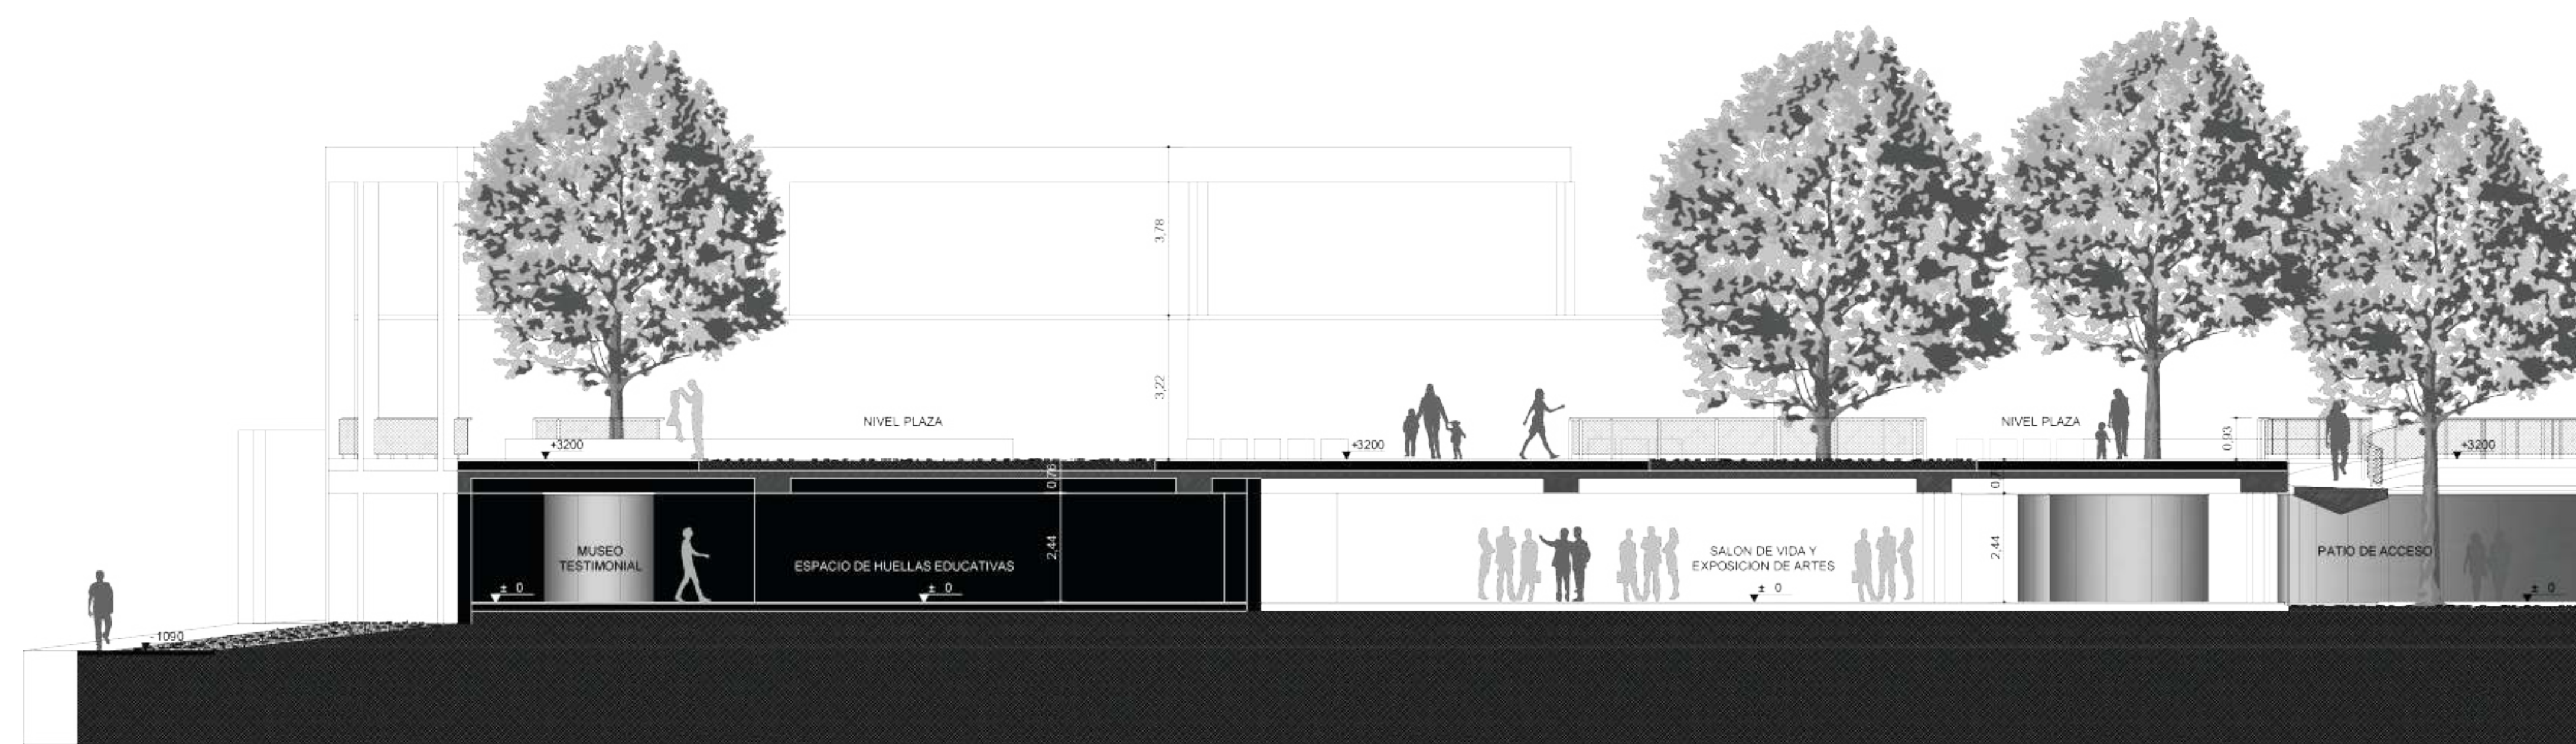 3,78
3,22
NIVEL PLAZA
NIVEL PLAZA
+3200
+3200
0,93
+3200
0,76
2,44
MUSEO
TESTIMONIAL
ESPACIO DE HUELLAS EDUCATIVAS
± 0
± 0
SALON DE VIDA Y
EXPOSICION DE ARTES
± 0
2,44
PATIO DE ACCESO
± 0
-1090